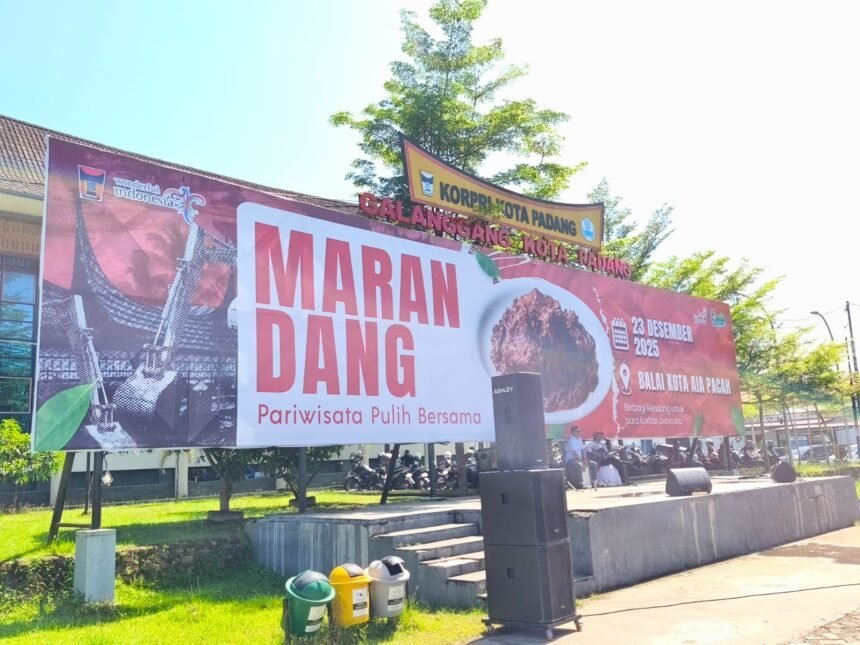 wonderful
indonesia
KORPRI KOTA PADANG
GALANGGANG KOTA PADANG
MARAN
DANG
Pariwisata Pulih Bersama
23 DESEMBER
2025
BALAI KOTA AIA PACAH
Berbagi Rendang untuk
para korban bencana
ASHLEY